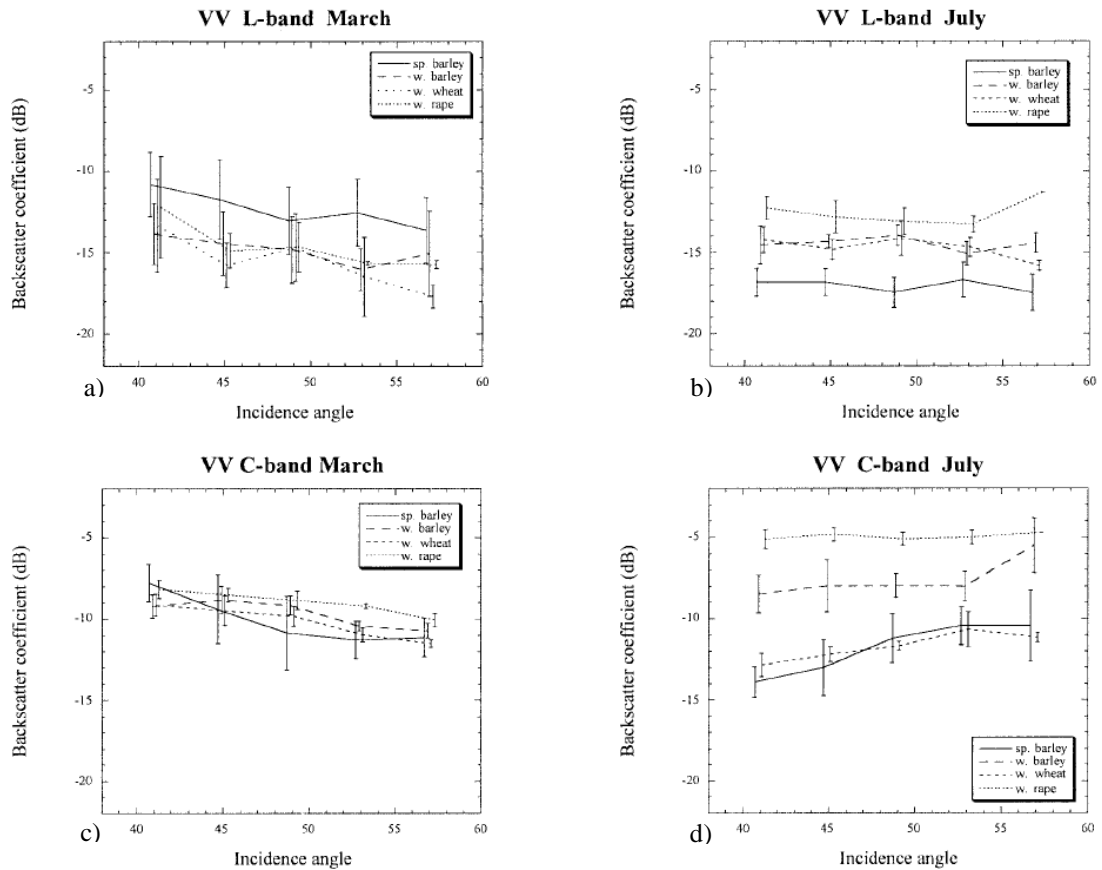 VV L-band March
sp. barley
w. barley
w. wheat
w. rape
Backscatter coefficient (dB)
-5
-10
-15
-20
40
45
50
55
60
Incidence angle
a)
VV L-band July
sp. barley
w. barley
w. wheat
w. rape
Backscatter coefficient (dB)
-5
-10
-15
-20
40
45
50
55
60
Incidence angle
b)
VV C-band March
sp. barley
w. barley
w. wheat
w. rape
Backscatter coefficient (dB)
-5
-10
-15
-20
40
45
50
55
60
Incidence angle
c)
VV C-band July
sp. barley
w. barley
w. wheat
w. rape
Backscatter coefficient (dB)
-5
-10
-15
-20
40
45
50
55
60
Incidence angle
d)